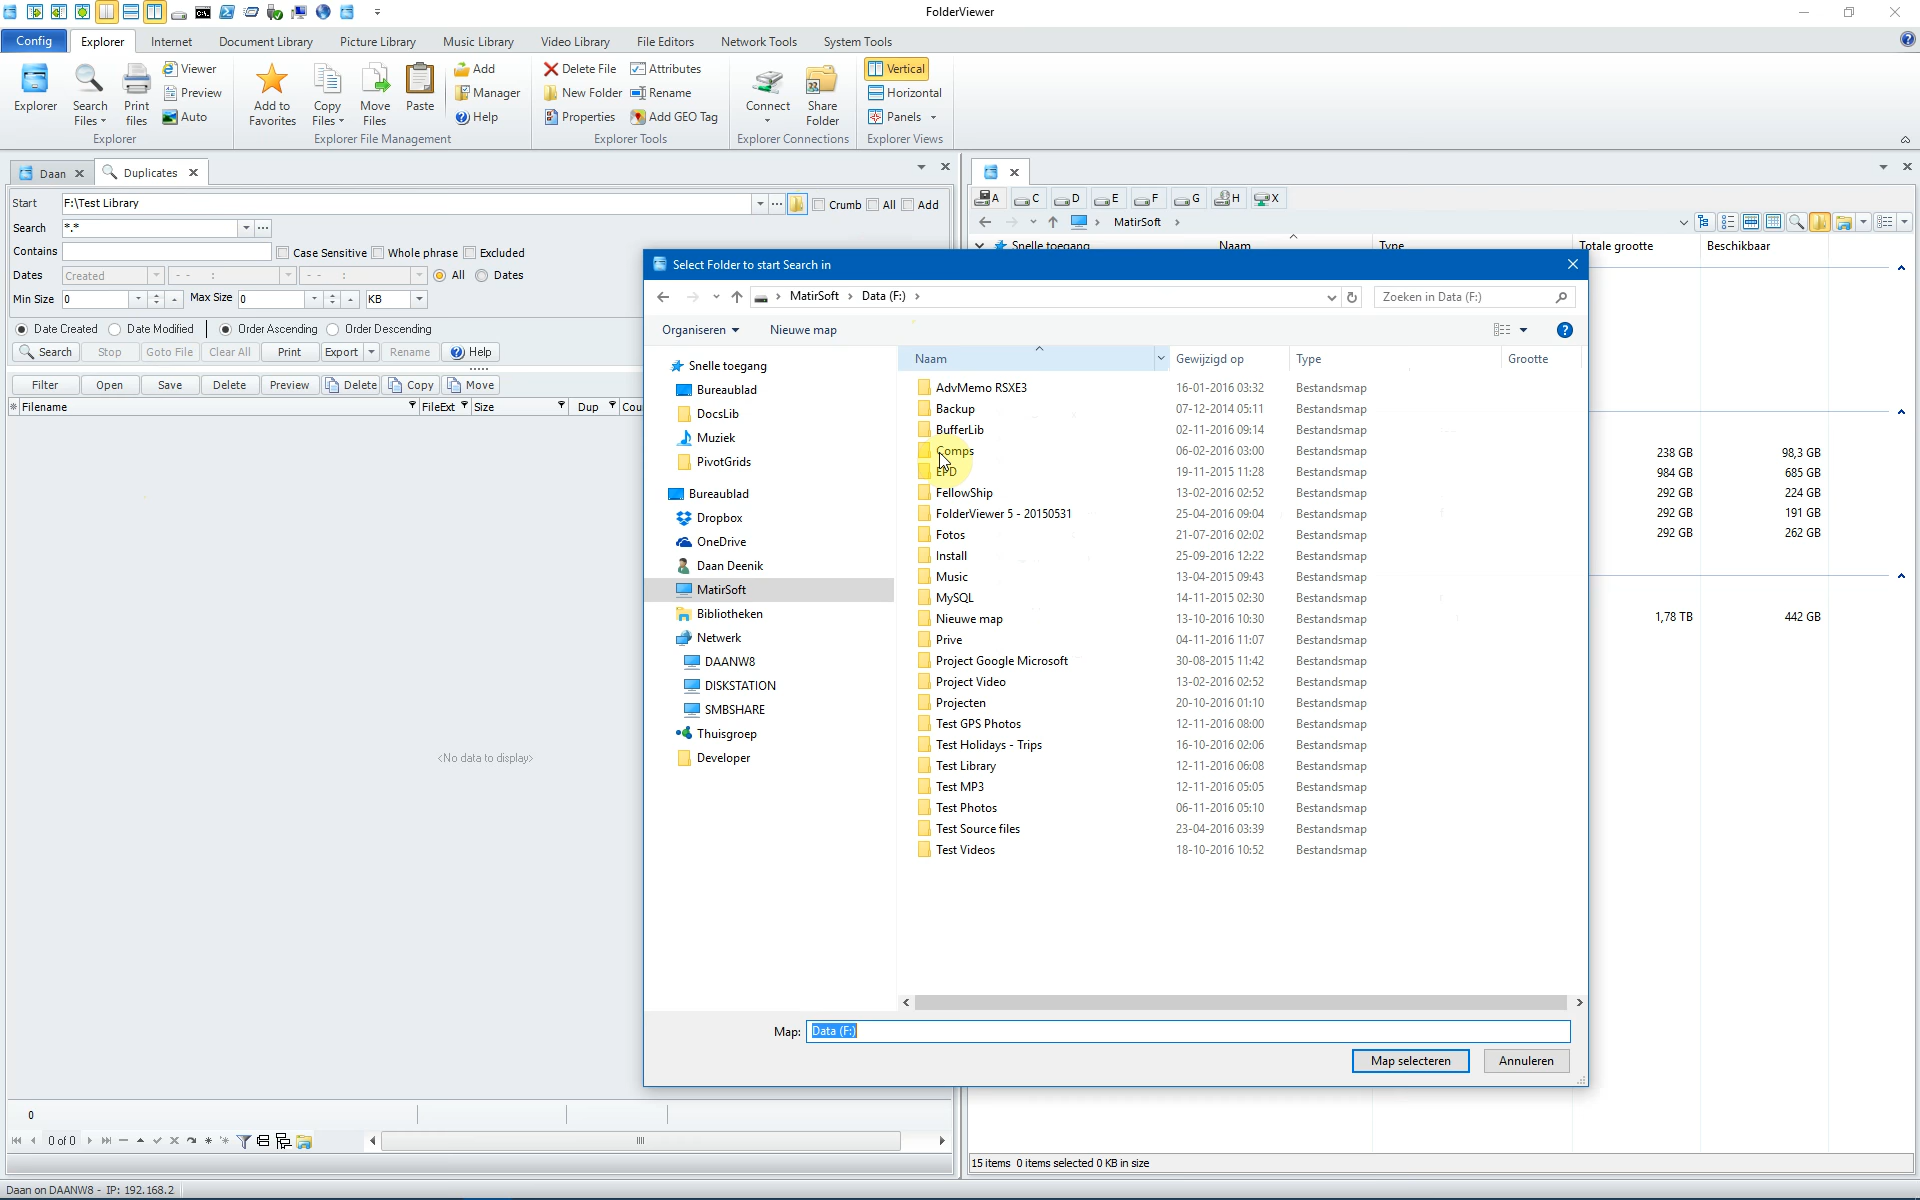 FolderViewer
Config Explorer Internet Document Library Picture Library Music Library Video Library File Editors Network Tools System Tools
Explorer Search Files Print files Viewer Preview Auto
Add to Favorites Copy Files Move Files Paste Add Manager Help
Delete File New Folder Properties Attributes Rename Add GEO Tag
Connect Share Folder Vertical Horizontal Panels
Explorer Explorer File Management Explorer Tools Explorer Connections Explorer Views
Daan Duplicates
Start F:\Test Library Crumb All Add
Search *.*
Contains Case Sensitive Whole phrase Excluded
Dates Created - - : - - : All Dates
Min Size 0 Max Size 0 KB
Date Created Date Modified Order Ascending Order Descending
Search Stop Goto File Clear All Print Export Rename Help
Filter Open Save Delete Preview Delete Copy Move
Filename FileExt Size Dup Cou
<No data to display>
0
0 of 0
A C D E F G H X
MatirSoft
Snelle toegang Naam Type Totale grootte Beschikbaar
238 GB 98,3 GB
984 GB 685 GB
292 GB 224 GB
292 GB 191 GB
292 GB 262 GB
1,78 TB 442 GB
15 items 0 items selected 0 KB in size
Select Folder to start Search in
MatirSoft Data (F:) Zoeken in Data (F:)
Organiseren Nieuwe map
Snelle toegang
Bureaublad
DocsLib
Muziek
PivotGrids
Bureaublad
Dropbox
OneDrive
Daan Deenik
MatirSoft
Bibliotheken
Netwerk
DAANW8
DISKSTATION
SMBSHARE
Thuisgroep
Developer
Naam Gewijzigd op Type Grootte
AdvMemo RSXE3 16-01-2016 03:32 Bestandsmap
Backup 07-12-2014 05:11 Bestandsmap
BufferLib 02-11-2016 09:14 Bestandsmap
Comps 06-02-2016 03:00 Bestandsmap
EPD 19-11-2015 11:28 Bestandsmap
FellowShip 13-02-2016 02:52 Bestandsmap
FolderViewer 5 - 20150531 25-04-2016 09:04 Bestandsmap
Fotos 21-07-2016 02:02 Bestandsmap
Install 25-09-2016 12:22 Bestandsmap
Music 13-04-2015 09:43 Bestandsmap
MySQL 14-11-2015 02:30 Bestandsmap
Nieuwe map 13-10-2016 10:30 Bestandsmap
Prive 04-11-2016 11:07 Bestandsmap
Project Google Microsoft 30-08-2015 11:42 Bestandsmap
Project Video 13-02-2016 02:52 Bestandsmap
Projecten 20-10-2016 01:10 Bestandsmap
Test GPS Photos 12-11-2016 08:00 Bestandsmap
Test Holidays - Trips 16-10-2016 02:06 Bestandsmap
Test Library 12-11-2016 06:08 Bestandsmap
Test MP3 12-11-2016 05:05 Bestandsmap
Test Photos 06-11-2016 05:10 Bestandsmap
Test Source files 23-04-2016 03:39 Bestandsmap
Test Videos 18-10-2016 10:52 Bestandsmap
Map: Data (F:)
Map selecteren Annuleren
Daan on DAANW8 - IP: 192.168.2